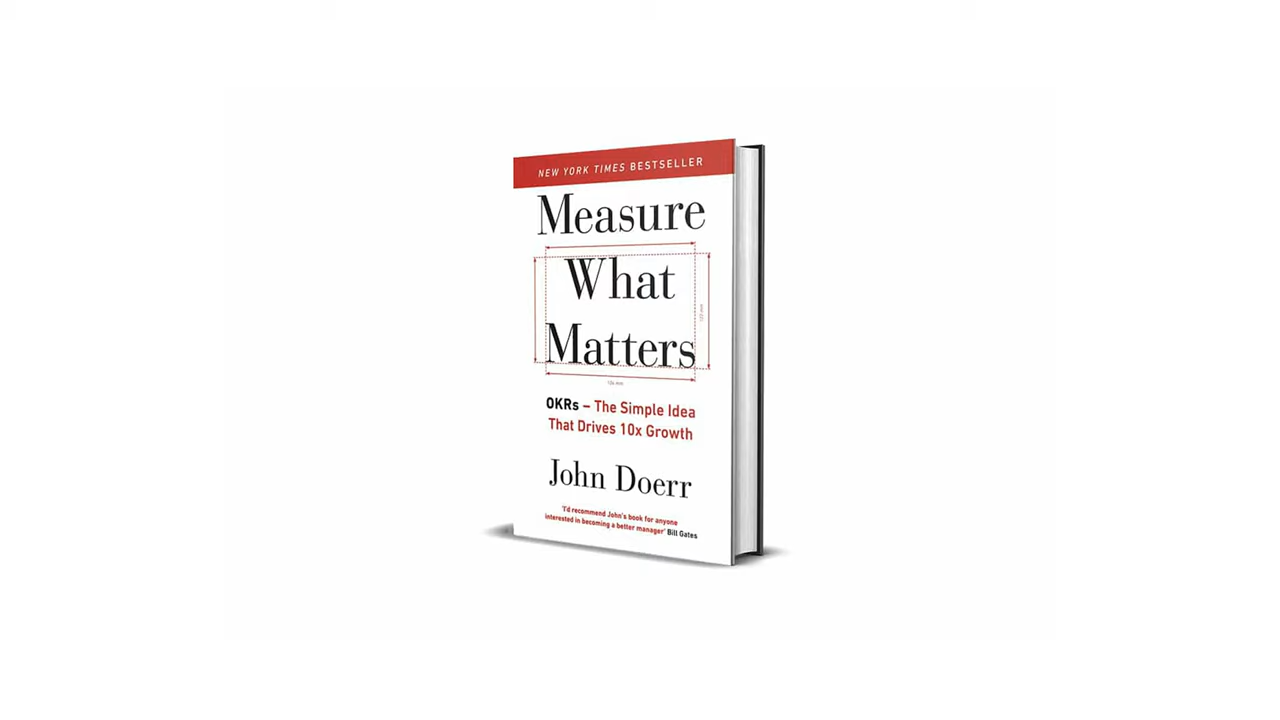 NEW YORK TIMES BESTSELLER
Measure
What
Matters
OKRs – The Simple Idea
That Drives 10x Growth
John Doerr
'I'd recommend John's book for anyone
interested in becoming a better manager' Bill Gates